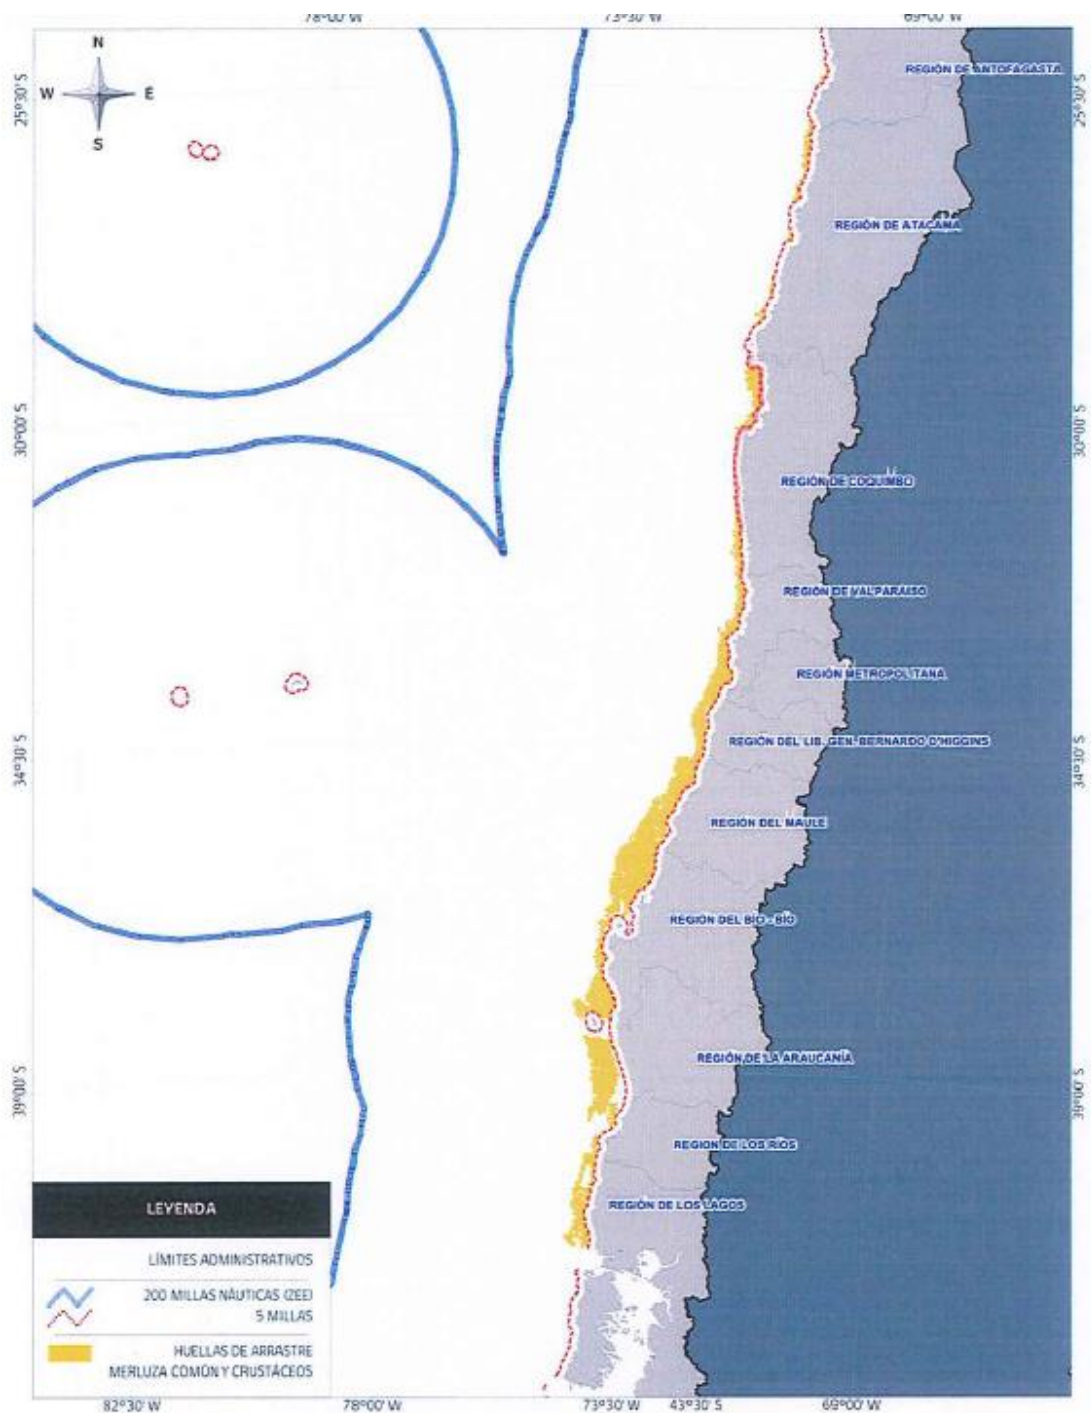 78°00' W 73°30' W 69°00' W
N
W E
S
25°30' S
25°30' S
REGIÓN DE ANTOFAGASTA
REGIÓN DE ATACAMA
30°00' S
30°00' S
REGIÓN DE COQUIMBO
REGIÓN DE VALPARAISO
REGIÓN METROPOLITANA
34°30' S
34°30' S
REGIÓN DEL LIB. GEN. BERNARDO O'HIGGINS
REGIÓN DEL MAULE
REGIÓN DEL BÍO - BÍO
REGIÓN DE LA ARAUCANÍA
39°00' S
39°00' S
REGION DE LOS RÍOS
REGIÓN DE LOS LAGOS
LEYENDA
LÍMITES ADMINISTRATIVOS
200 MILLAS NÁUTICAS (ZEE)
5 MILLAS
HUELLAS DE ARRASTRE
MERLUZA COMÚN Y CRUSTÁCEOS
82°30' W 78°00' W 73°30' W 43°30' S 69°00' W